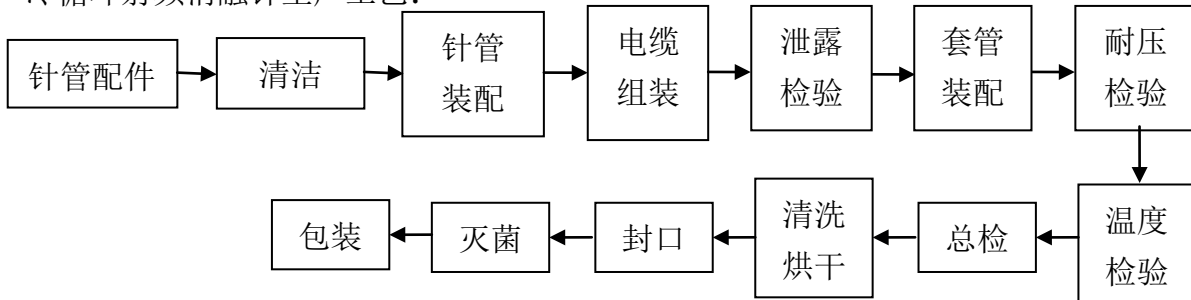 针管配件
清洁
针管
装配
电缆
组装
泄露
检验
套管
装配
耐压
检验
温度
检验
总检
清洗
烘干
封口
灭菌
包装